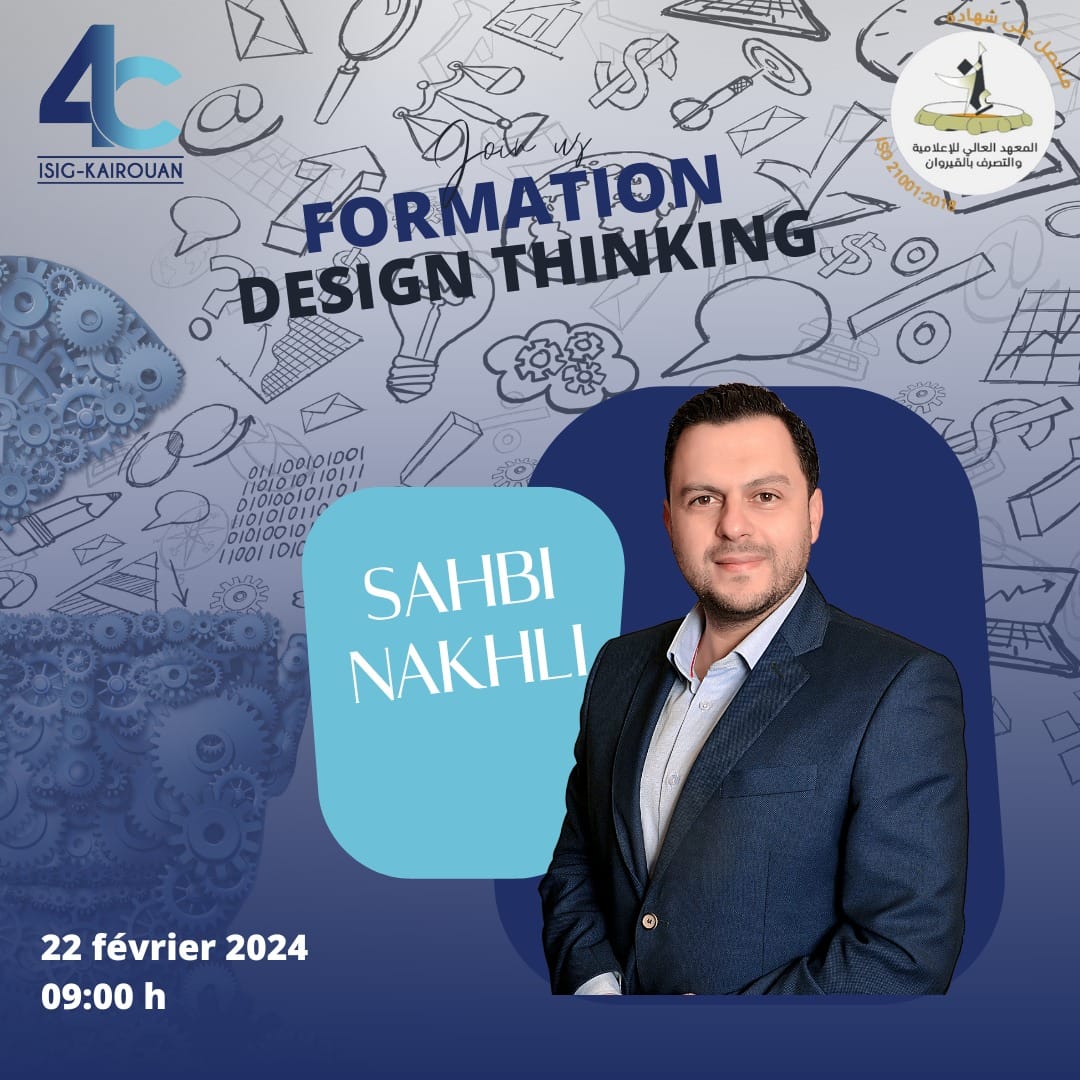 4C
ISIG-KAIROUAN
متحصل على شهادة
المعهد العالي للإعلامية
والتصرف بالقيروان
ISO 21001:2018
Join us
FORMATION
DESIGN THINKING
SAHBI
NAKHLI
22 février 2024
09:00 h